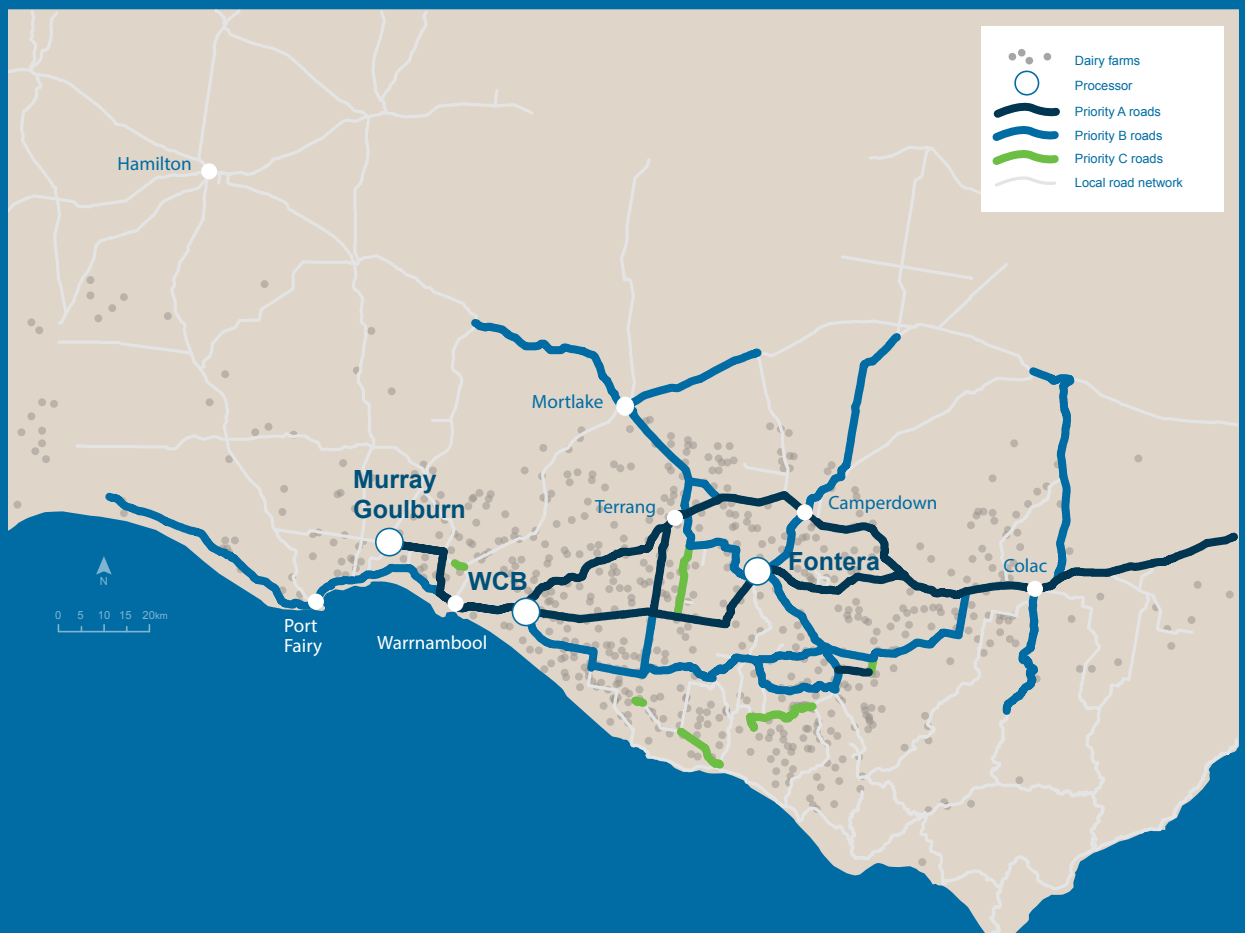 Dairy farms
Processor
Priority A roads
Priority B roads
Priority C roads
Local road network
Hamilton
Mortlake
Murray
Goulburn
Terrang
Camperdown
Fontera
Colac
WCB
N
0 5 10 15 20km
Port
Fairy
Warrnambool